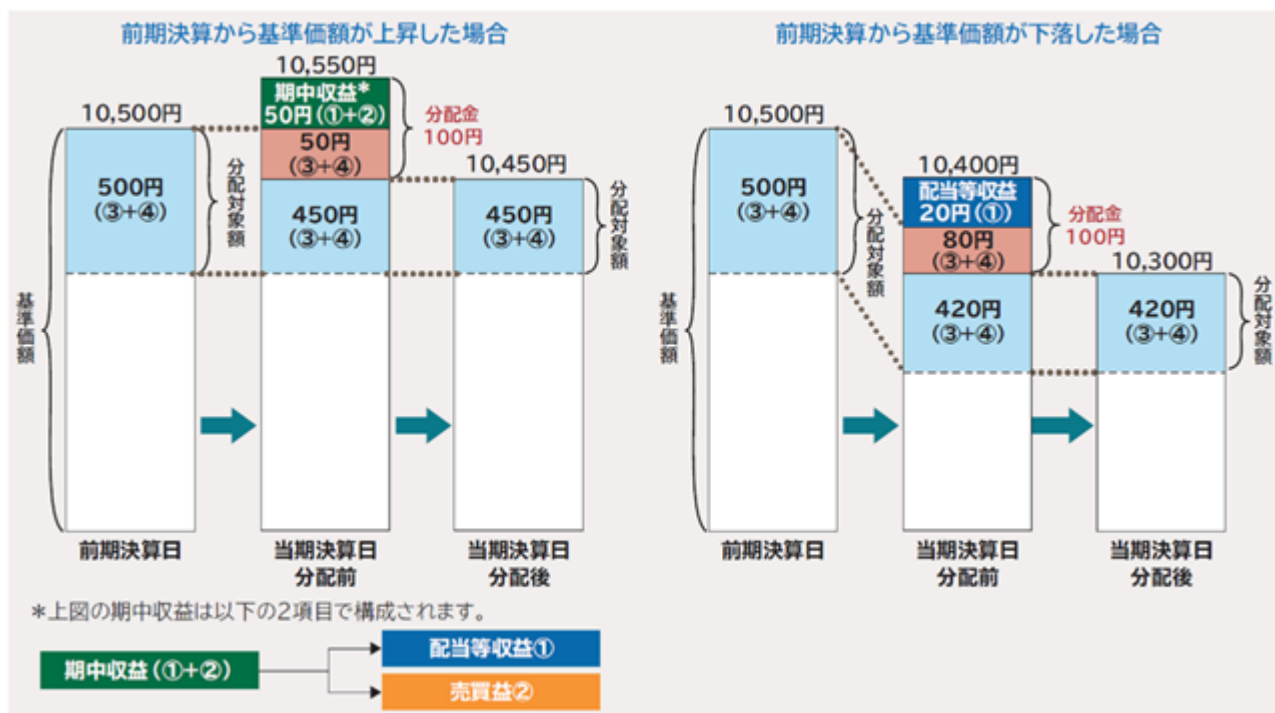 前期決算から基準価額が上昇した場合
10,500円
500円
(③+④)
分配対象額
基準価額
前期決算日
10,550円
期中収益*
50円(①+②)
50円
(③+④)
450円
(③+④)
分配金
100円
当期決算日
分配前
10,450円
450円
(③+④)
分配対象額
当期決算日
分配後
*上図の期中収益は以下の2項目で構成されます。
期中収益(①+②)
配当等収益①
売買益②
前期決算から基準価額が下落した場合
10,500円
500円
(③+④)
分配対象額
基準価額
前期決算日
10,400円
配当等収益
20円(①)
80円
(③+④)
420円
(③+④)
分配金
100円
当期決算日
分配前
10,300円
420円
(③+④)
分配対象額
当期決算日
分配後